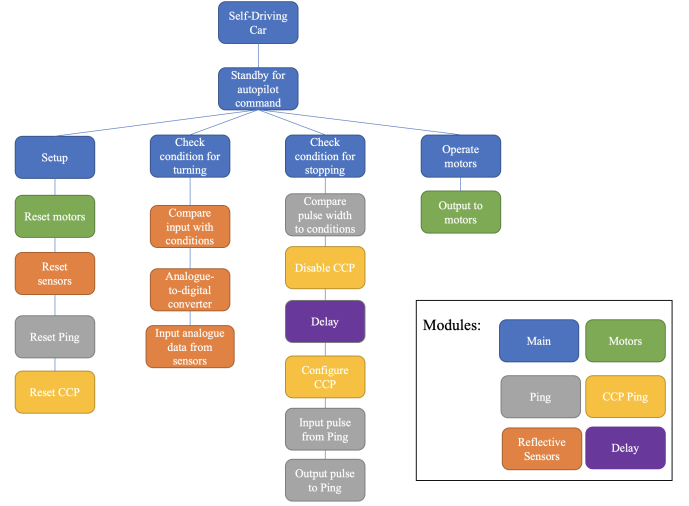 Self-Driving
Car
Standby for
autopilot
command
Setup
Check
condition for
turning
Check
condition for
stopping
Operate
motors
Reset motors
Compare
input with
conditions
Compare
pulse width
to conditions
Output to
motors
Reset
sensors
Analogue-
to-digital
converter
Disable CCP
Reset Ping
Input analogue
data from
sensors
Delay
Reset CCP
Configure
CCP
Input pulse
from Ping
Output pulse
to Ping
Modules:
Main
Motors
Ping
CCP Ping
Reflective
Sensors
Delay